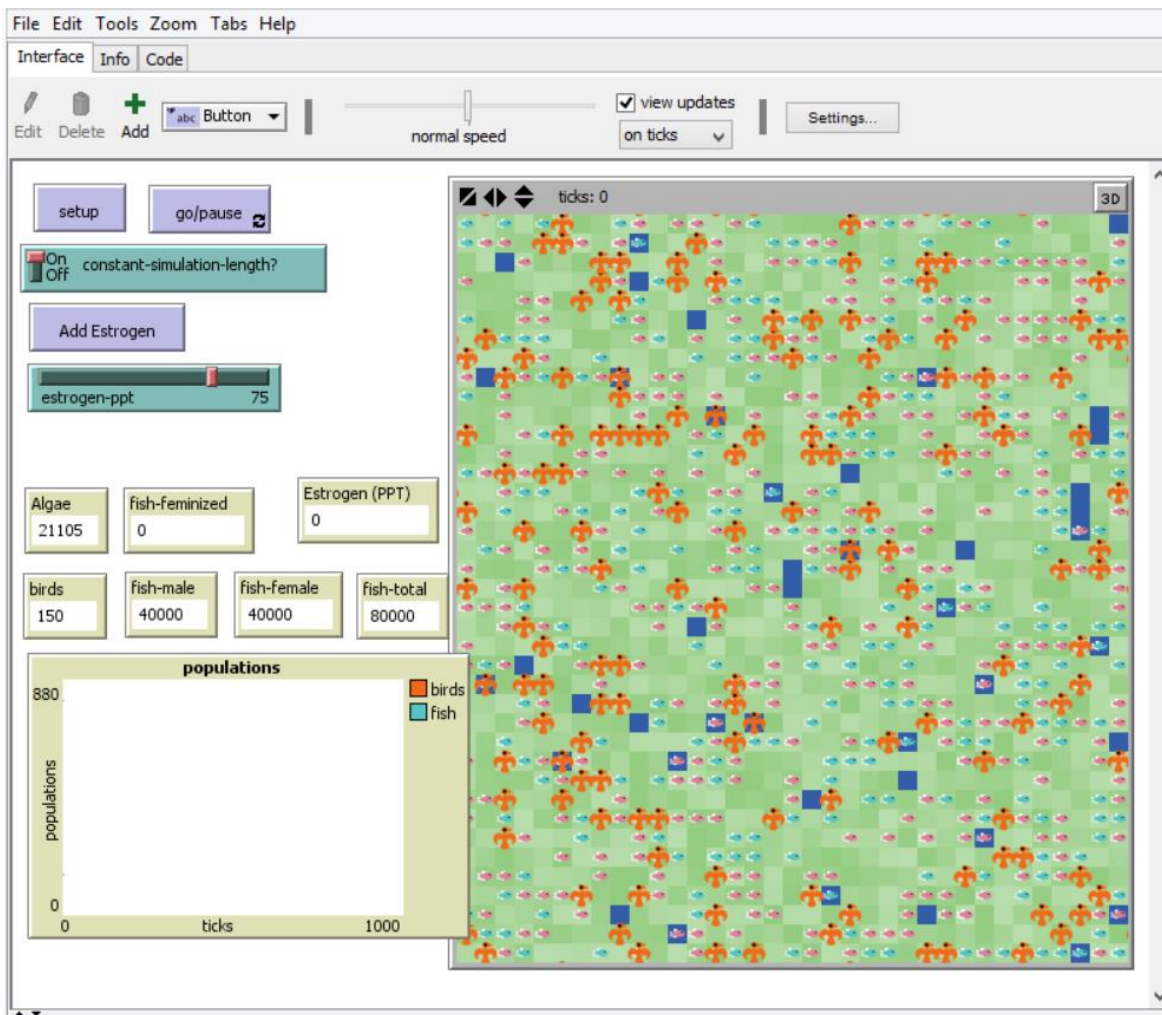 File Edit Tools Zoom Tabs Help
Interface Info Code
Edit Delete Add abc Button normal speed view updates on ticks Settings...
setup go/pause
ticks: 0 3D
On
Off constant-simulation-length?
Add Estrogen
estrogen-ppt 75
Algae fish-feminized Estrogen (PPT)
21105 0 0
birds fish-male fish-female fish-total
150 40000 40000 80000
populations
880
birds
fish
populations
0
0 ticks 1000